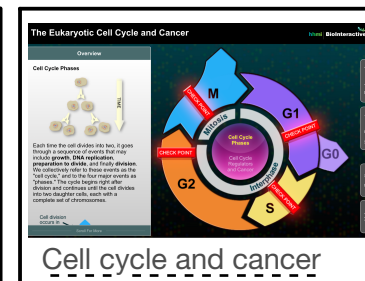 The Eukaryotic Cell Cycle and Cancer
hhmi BioInteractive
Overview
Cell Cycle Phases
TIME
Each time the cell divides into two, it goes
through a sequence of events that may
include growth, DNA replication,
preparation to divide, and finally division.
We collectively refer to these events as the
"cell cycle," and to the four major events as
"phases." The cycle begins right after
division and continues until the cell divides
into two daughter cells, each with a
complete set of chromosomes.
Cell division
occurs in
Scroll For More
M
CHECK POINT
G1
CHECK POINT
G0
Mitosis
Cell Cycle
Phases
Cell Cycle
Regulators
and Cancer
CHECK POINT
Interphase
G2
S
CHECK POINT
Cell cycle and cancer